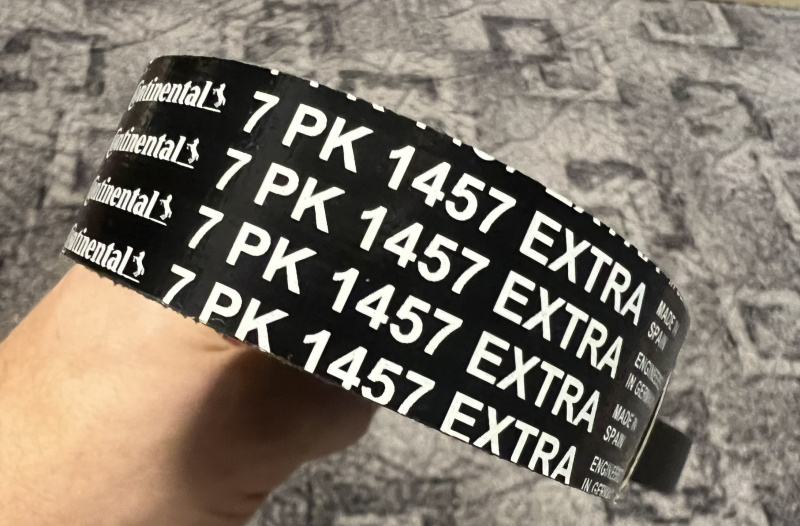 Continental 7 PK 1457 EXTRA MADE IN SPAIN
Continental 7 PK 1457 EXTRA ENGINEERED IN GERMANY
Continental 7 PK 1457 EXTRA MADE IN SPAIN
Continental 7 PK 1457 EXTRA ENGINEERED IN GERMANY